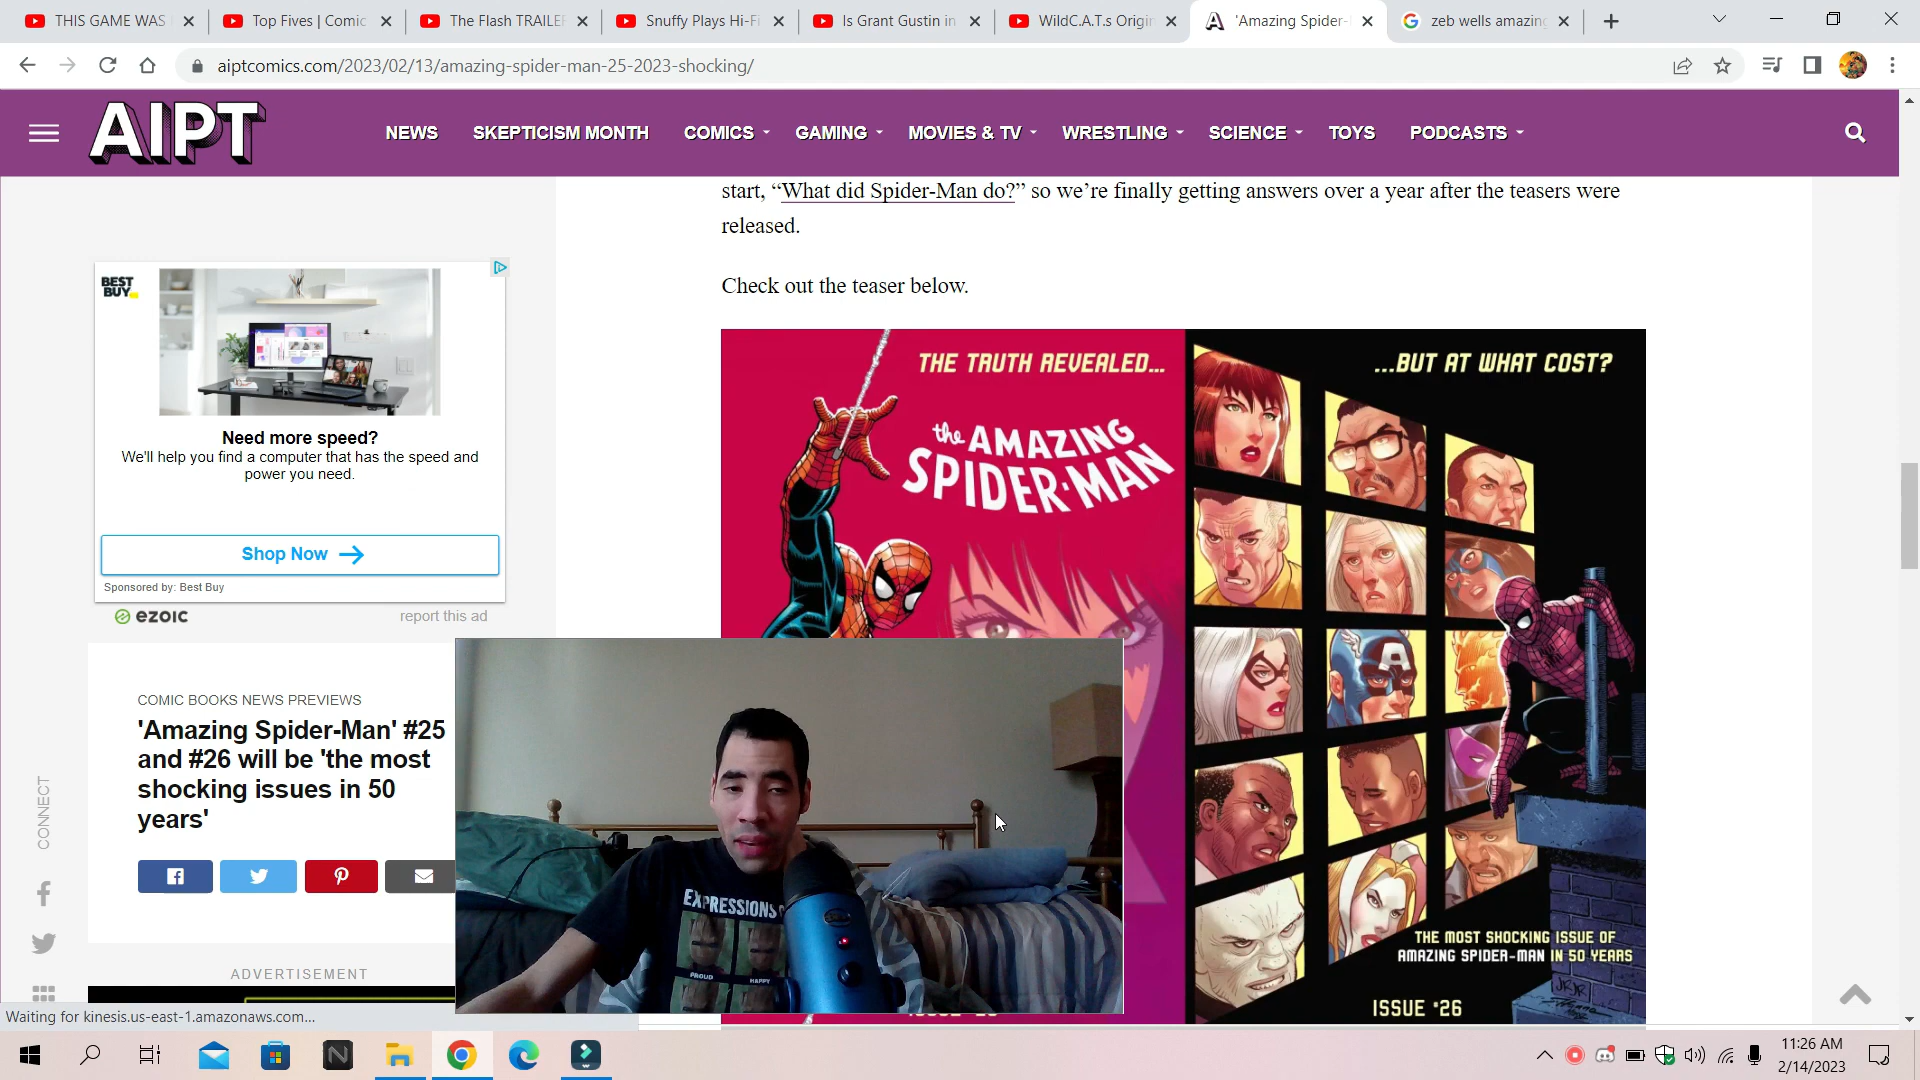 THIS GAME WAS
Top Fives | Comic
The Flash TRAILE
Snuffy Plays Hi-Fi
Is Grant Gustin in
WildC.A.T.s Origin
'Amazing Spider-
zeb wells amazing
aiptcomics.com/2023/02/13/amazing-spider-man-25-2023-shocking/
AIPT
NEWS
SKEPTICISM MONTH
COMICS
GAMING
MOVIES & TV
WRESTLING
SCIENCE
TOYS
PODCASTS
start, “What did Spider-Man do?” so we’re finally getting answers over a year after the teasers were
released.
Check out the teaser below.
BEST
BUY
Need more speed?
We'll help you find a computer that has the speed and
power you need.
Shop Now
Sponsored by: Best Buy
ezoic
report this ad
THE TRUTH REVEALED...
the AMAZING
SPIDER-MAN
...BUT AT WHAT COST?
A
THE MOST SHOCKING ISSUE OF
AMAZING SPIDER-MAN IN 50 YEARS
JRJR
ISSUE #26
COMIC BOOKS NEWS PREVIEWS
'Amazing Spider-Man' #25
and #26 will be 'the most
shocking issues in 50
years'
CONNECT
EXPRESSIONS
PROUD
HAPPY
ADVERTISEMENT
Waiting for kinesis.us-east-1.amazonaws.com...
11:26 AM
2/14/2023